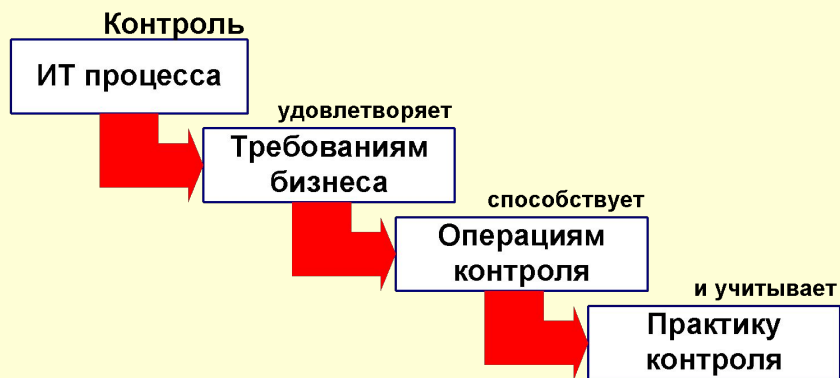 Контроль
ИТ процесса
удовлетворяет
Требованиям
бизнеса
способствует
Операциям
контроля
и учитывает
Практику
контроля